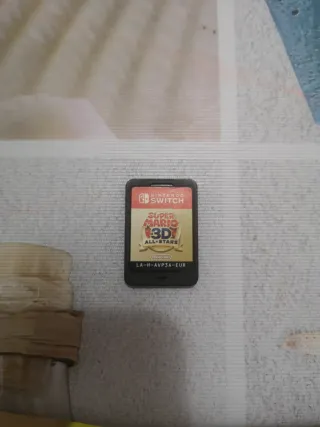 NINTENDO
SWITCH
SUPER
MARIO
3D
ALL-STARS
LA-H-AVP3A-EUR